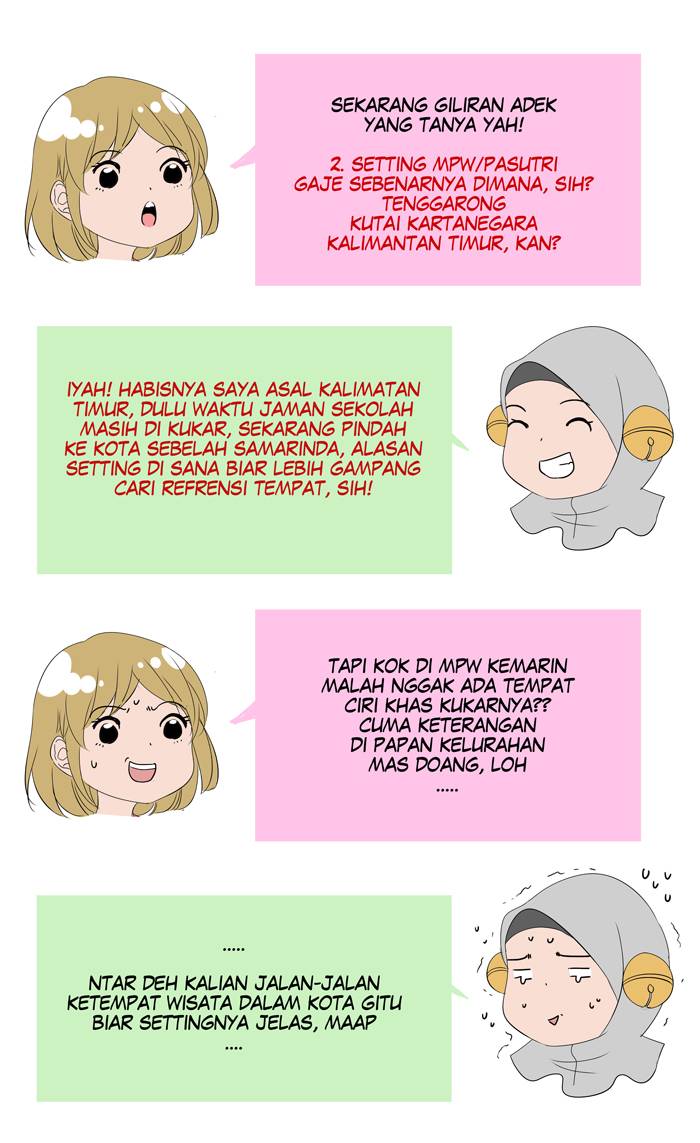 SEKARANG GILIRAN ADEK
YANG TANYA YAH!
2. SETTING MPW/PASUTRI
GAJE SEBENARNYA DIMANA, SIH?
TENGGARONG
KUTAI KARTANEGARA
KALIMANTAN TIMUR, KAN?
IYAH! HABISNYA SAYA ASAL KALIMATAN
TIMUR, DULU WAKTU JAMAN SEKOLAH
MASIH DI KUKAR, SEKARANG PINDAH
KE KOTA SEBELAH SAMARINDA, ALASAN
SETTING DI SANA BIAR LEBIH GAMPANG
CARI REFRENSI TEMPAT, SIH!
TAPI KOK DI MPW KEMARIN
MALAH NGGAK ADA TEMPAT
CIRI KHAS KUKARNYA??
CUMA KETERANGAN
DI PAPAN KELURAHAN
MAS DOANG, LOH
.....
.....
NTAR DEH KALIAN JALAN-JALAN
KETEMPAT WISATA DALAM KOTA GITU
BIAR SETTINGNYA JELAS, MAAP
....